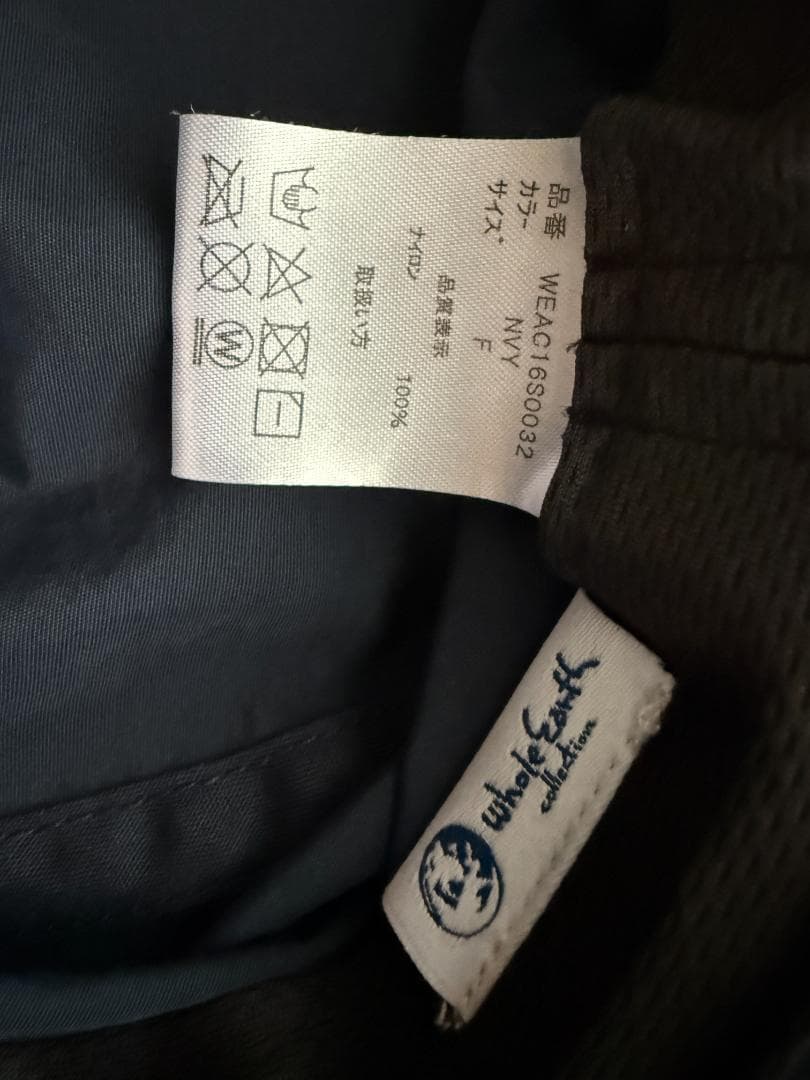 品番 WEAC16S0032
カラー NVY
サイズ F
品質表示
ナイロン 100%
取扱い方
W
whole Earth
collection